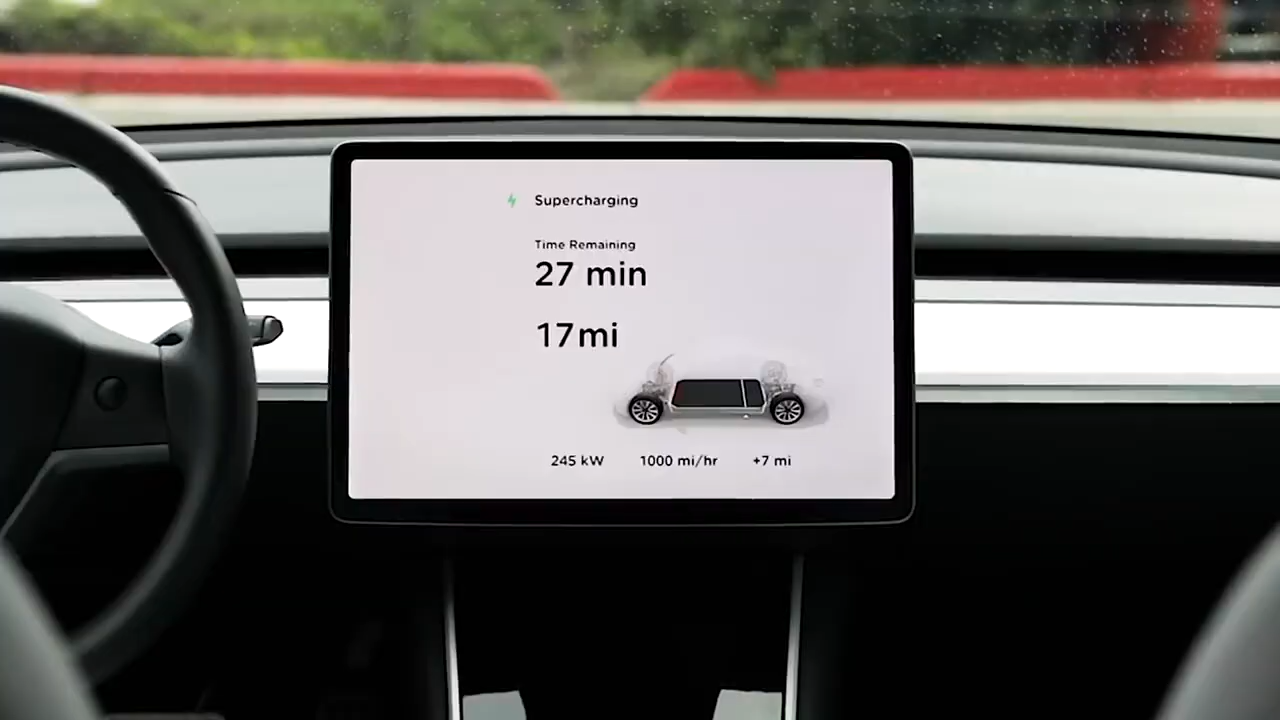 Supercharging
Time Remaining
27 min
17mi
245 kW 1000 mi/hr +7 mi